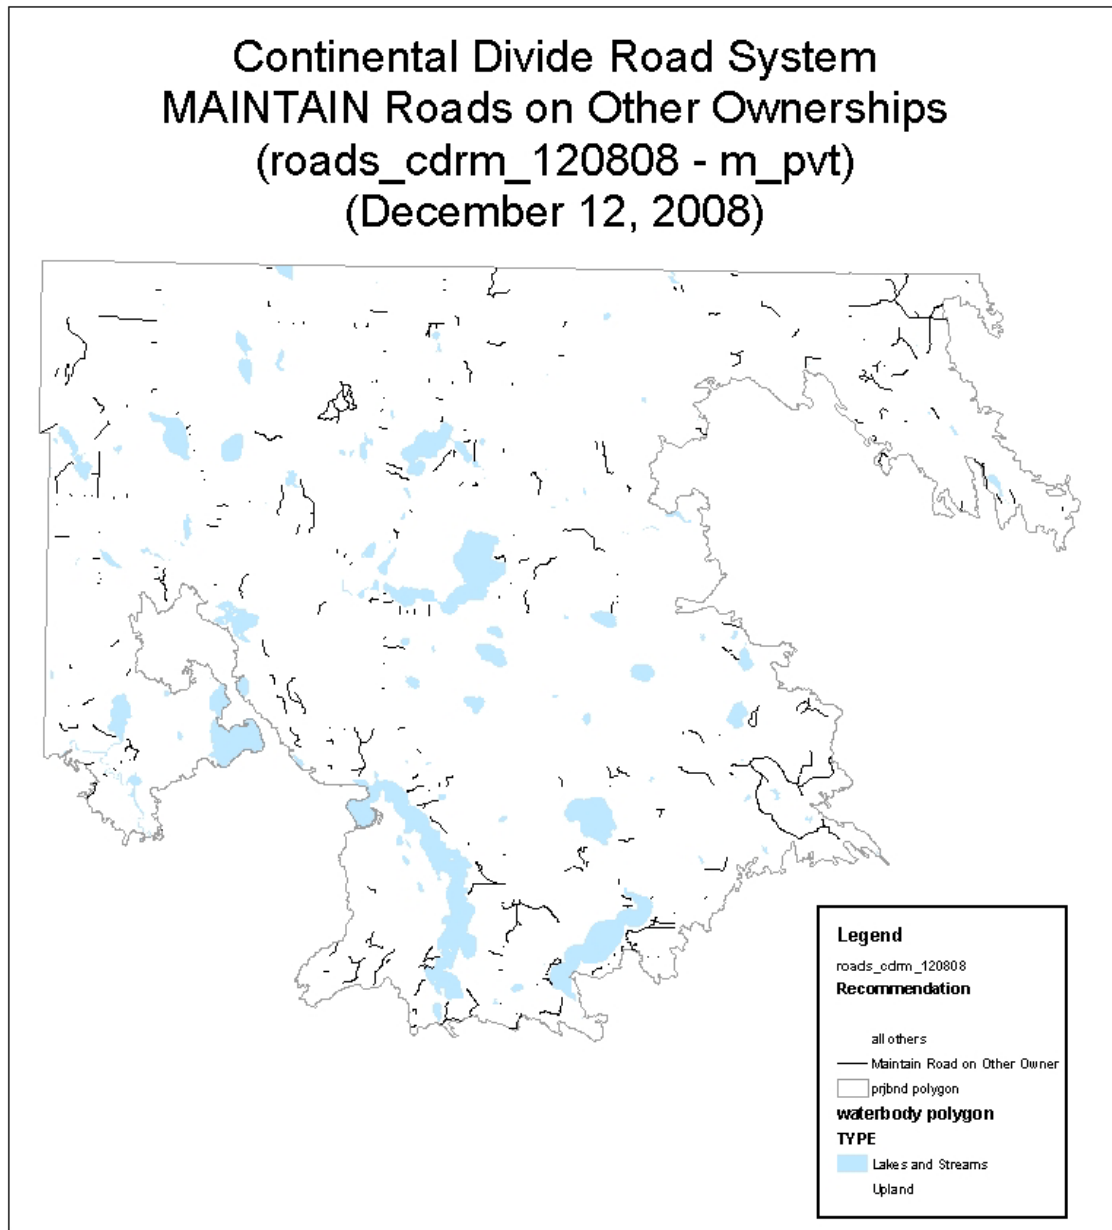 Continental Divide Road System
MAINTAIN Roads on Other Ownerships
(roads_cdrm_120808 - m_pvt)
(December 12, 2008)
Legend
roads_cdrm_120808
Recommendation
all others
Maintain Road on Other Owner
prjbnd polygon
waterbody polygon
TYPE
Lakes and Streams
Upland